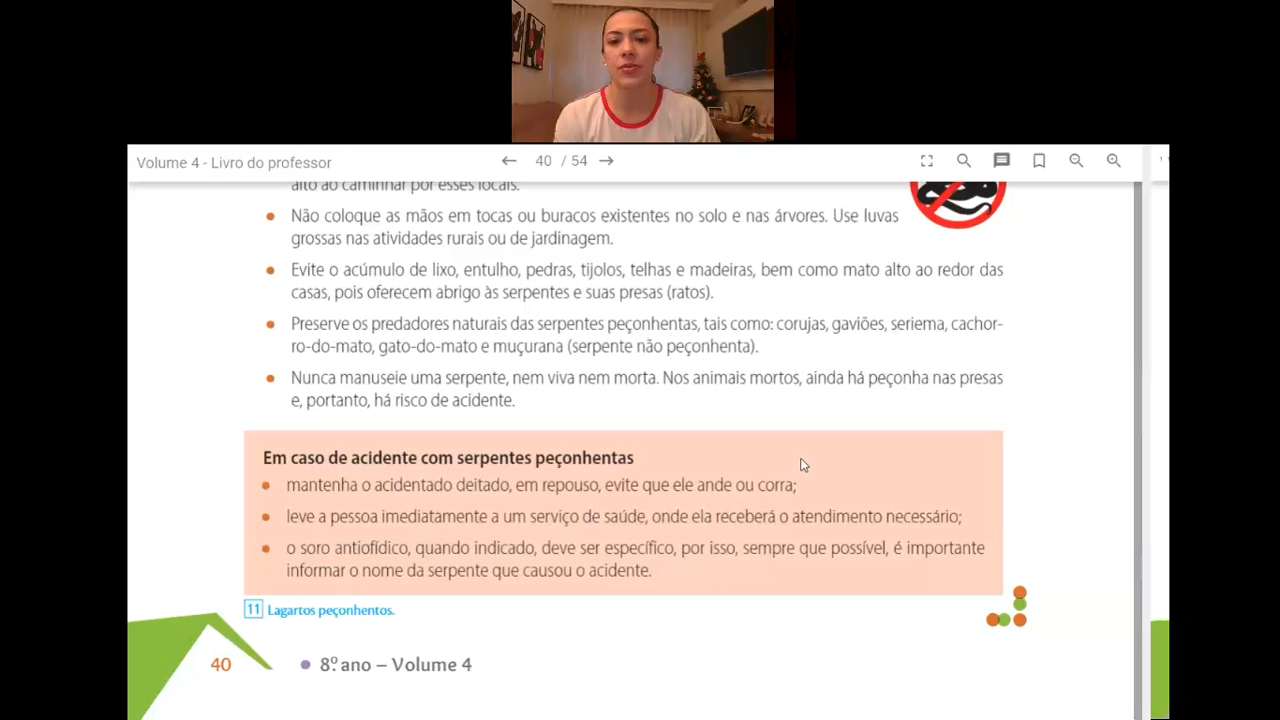 Volume 4 - Livro do professor
40 / 54
alto ao caminhar por esses locais.
Não coloque as mãos em tocas ou buracos existentes no solo e nas árvores. Use luvas
grossas nas atividades rurais ou de jardinagem.
Evite o acúmulo de lixo, entulho, pedras, tijolos, telhas e madeiras, bem como mato alto ao redor das
casas, pois oferecem abrigo às serpentes e suas presas (ratos).
Preserve os predadores naturais das serpentes peçonhentas, tais como: corujas, gaviões, seriema, cachor-
ro-do-mato, gato-do-mato e muçurana (serpente não peçonhenta).
Nunca manuseie uma serpente, nem viva nem morta. Nos animais mortos, ainda há peçonha nas presas
e, portanto, há risco de acidente.
Em caso de acidente com serpentes peçonhentas
mantenha o acidentado deitado, em repouso, evite que ele ande ou corra;
leve a pessoa imediatamente a um serviço de saúde, onde ela receberá o atendimento necessário;
o soro antiofídico, quando indicado, deve ser específico, por isso, sempre que possível, é importante
informar o nome da serpente que causou o acidente.
11 Lagartos peçonhentos.
40 8º. ano – Volume 4